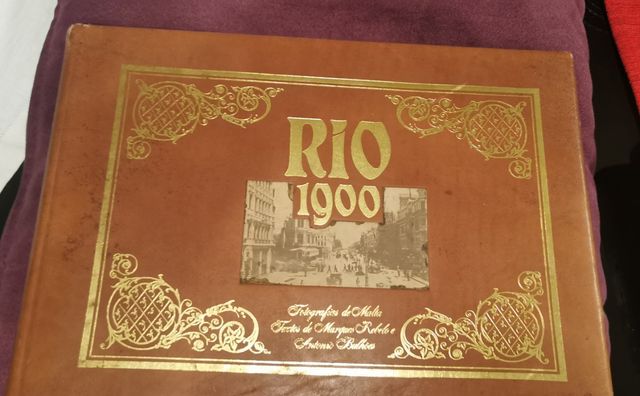 RIO
1900
Fotografias de Malta
Textos de Marques Rebelo e
Antonio Bulhões